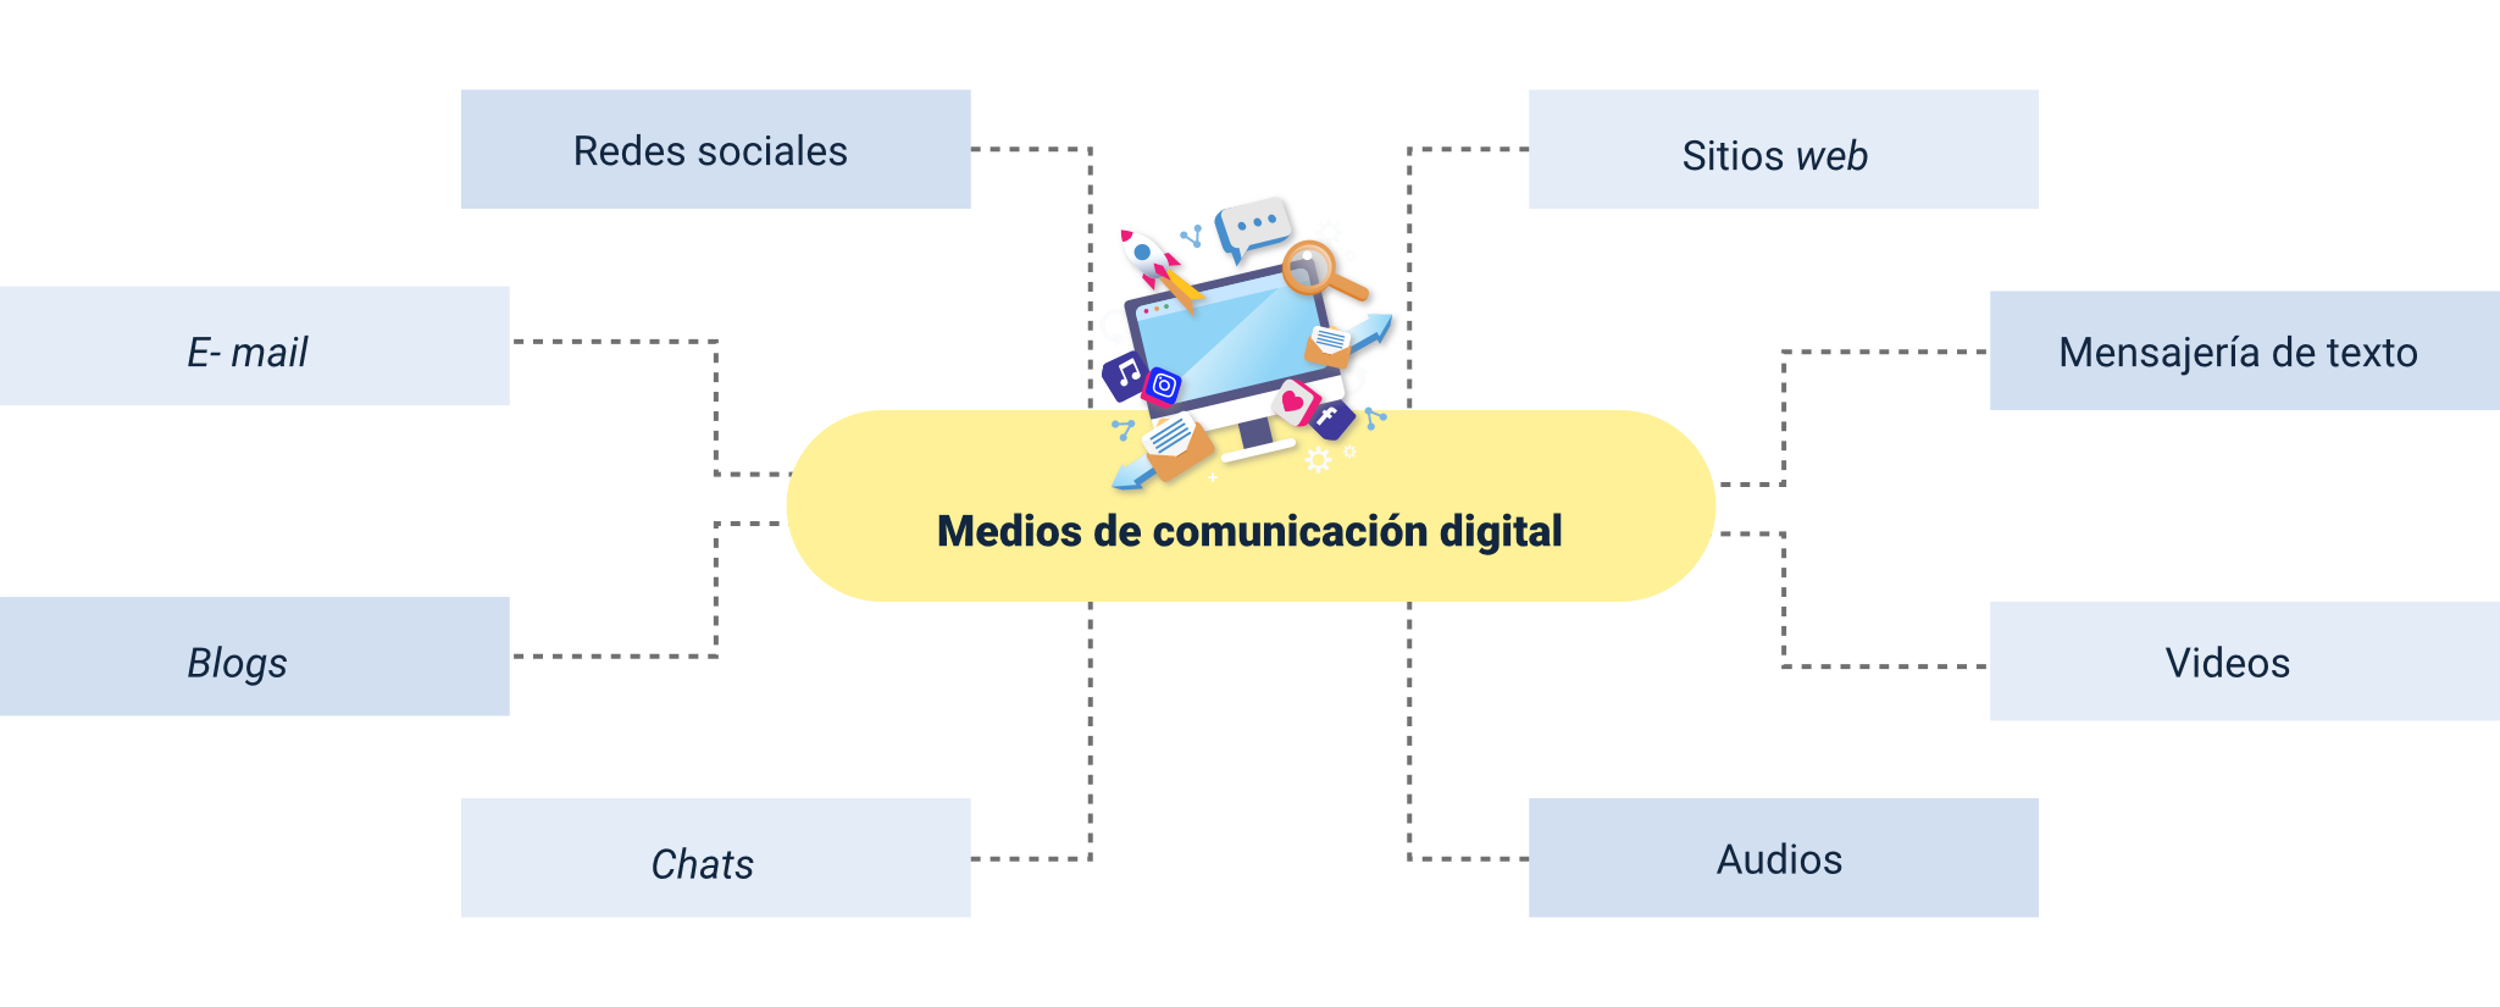 Redes sociales
Sitios web
E- mail
Mensajería de texto
Medios de comunicación digital
Blogs
Videos
Chats
Audios